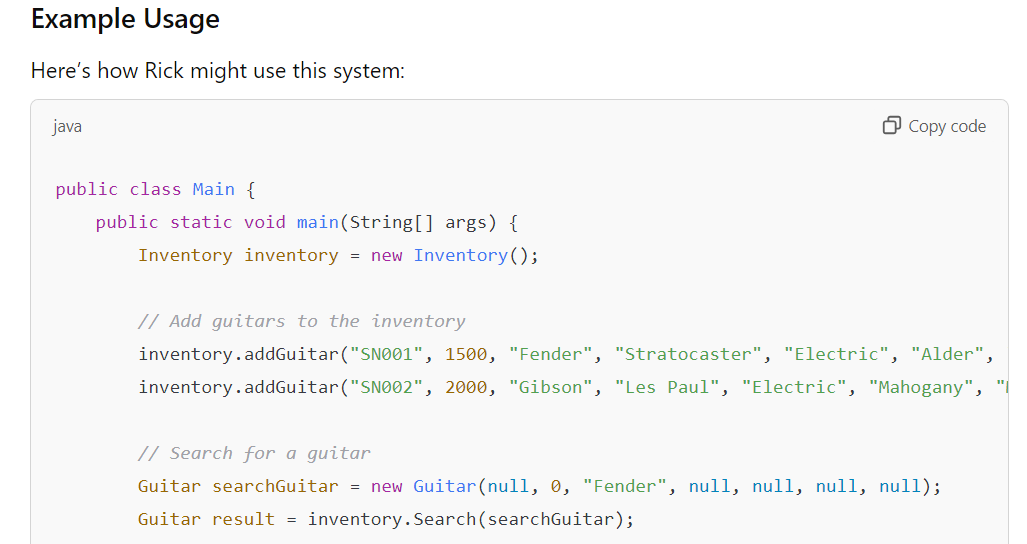 Example Usage
Here's how Rick might use this system:
java
Copy code
public class Main {
public static void main(String[] args) {
Inventory inventory = new Inventory();
// Add guitars to the inventory
inventory.addGuitar("SN001", 1500, "Fender", "Stratocaster", "Electric", "Alder",
inventory.addGuitar("SN002", 2000, "Gibson", "Les Paul", "Electric", "Mahogany", "
// Search for a guitar
Guitar searchGuitar = new Guitar(null, 0, "Fender", null, null, null, null);
Guitar result = inventory.Search(searchGuitar);